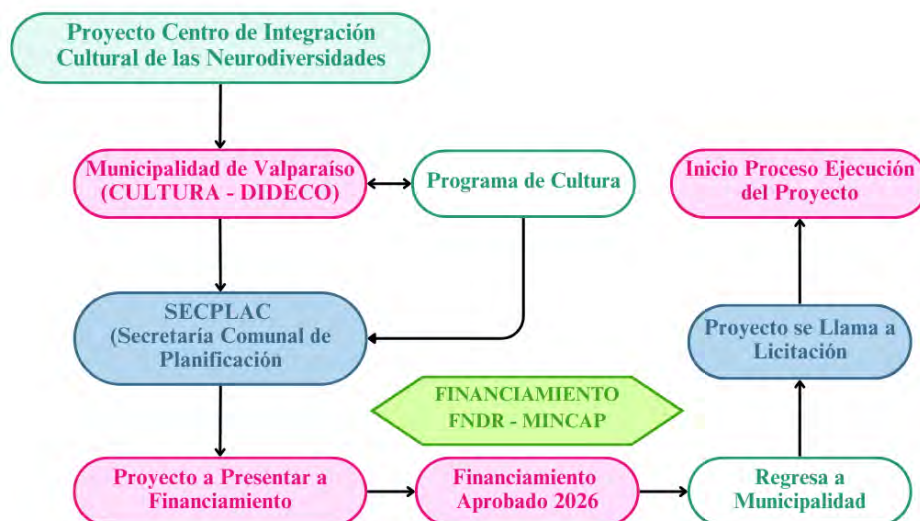 Proyecto Centro de Integración
Cultural de las Neurodiversidades
Municipalidad de Valparaíso
(CULTURA - DIDECO)
Programa de Cultura
Inicio Proceso Ejecución
del Proyecto
SECPLAC
(Secretaría Comunal de
Planificación
Proyecto se Llama a
Licitación
FINANCIAMIENTO
FNDR - MINCAP
Proyecto a Presentar a
Financiamiento
Financiamiento
Aprobado 2026
Regresa a
Municipalidad